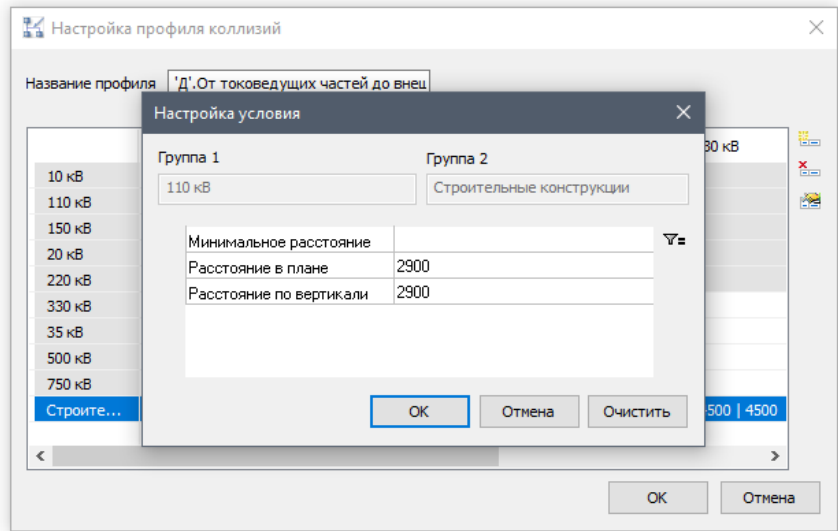 Настройка профиля коллизий
Название профиля 'Д'.От токоведущих частей до внец
Настройка условия
30 кВ
Группа 1 Группа 2
110 кВ Строительные конструкции
10 кВ
110 кВ
150 кВ
20 кВ
220 кВ
330 кВ
35 кВ
500 кВ
750 кВ
Строите...
Минимальное расстояние
Расстояние в плане 2900
Расстояние по вертикали 2900
OK Отмена Очистить
500 | 4500
OK Отмена